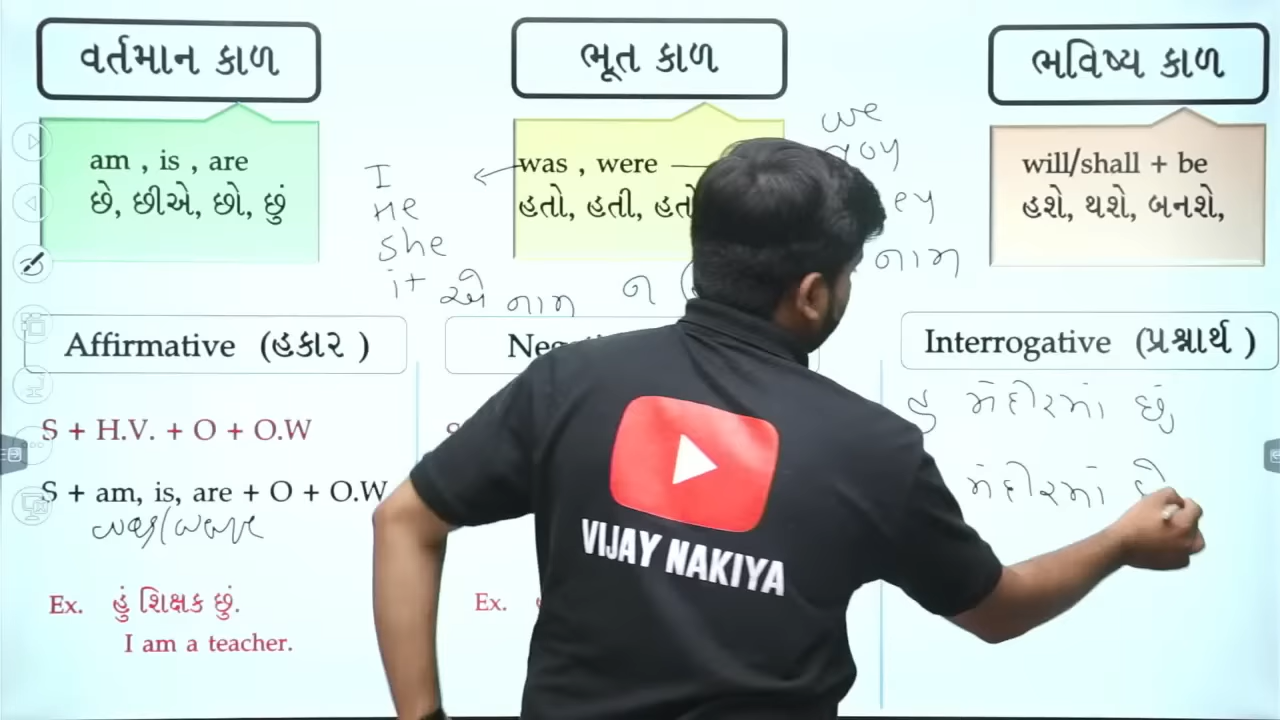 વર્તમાન કાળ
ભૂત કાળ
ભવિષ્ય કાળ
am , is , are
છે, છીએ, છો, છું
was , were
હતો, હતી,
will/shall + be
હશે, થશે, બનશે,
I
He
she
it
એ નામ
we
ey
નામ
Affirmative (હકાર )
Interrogative (પ્રશ્નાર્થ )
S + H.V. + O + O.W
S + am, is, are + O + O.W
was/were
Ex. હું શિક્ષક છું.
I am a teacher.
Ex.
હું મંદીરમાં છું
મંદીરમાં
VIJAY NAKIYA